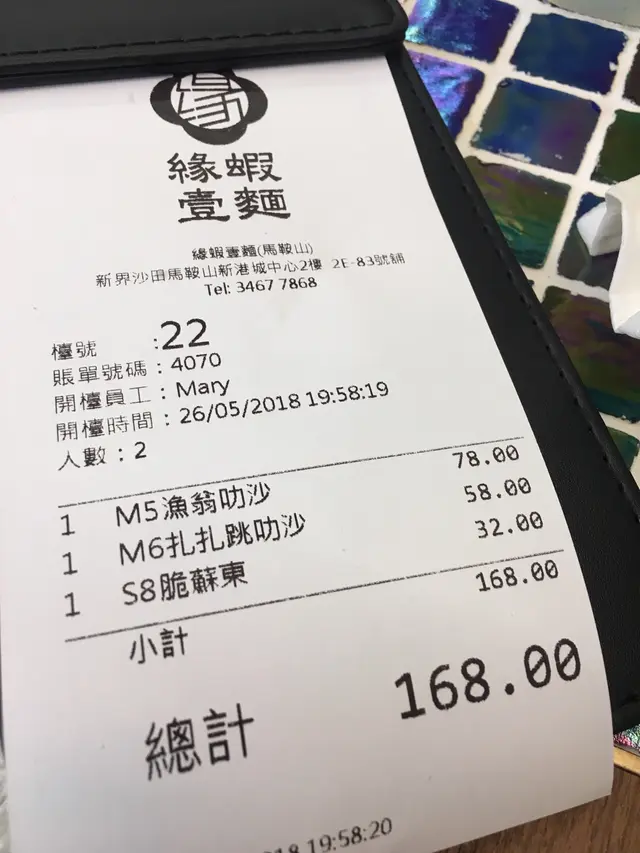 緣
緣蝦
壹麵
緣蝦壹麵(馬鞍山)
新界沙田馬鞍山新港城中心2樓 2E-83號舖
Tel: 3467 7868
檯號 :22
賬單號碼 : 4070
開檯員工 : Mary
開檯時間 : 26/05/2018 19:58:19
人數 : 2
1 M5漁翁叻沙 78.00
1 M6扎扎跳叻沙 58.00
1 S8脆蘇東 32.00
小計 168.00
總計 168.00
2018 19:58:20